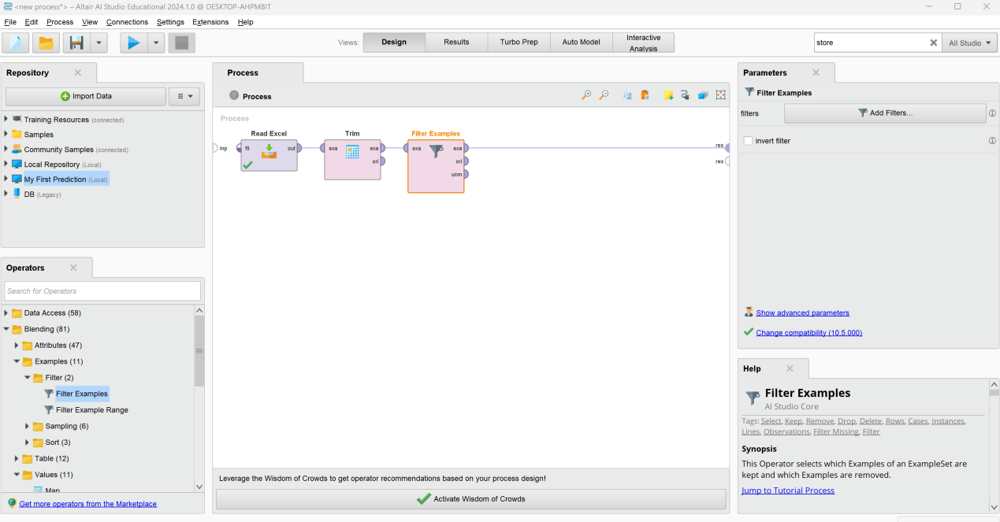 <new process*> – Altair AI Studio Educational 2024.1.0 @ DESKTOP-AHPMBIT
File Edit Process View Connections Settings Extensions Help
Views: Design Results Turbo Prep Auto Model Interactive Analysis
store All Studio
Repository
Import Data
Training Resources (connected)
Samples
Community Samples (connected)
Local Repository (Local)
My First Prediction (Local)
DB (Legacy)
Operators
Search for Operators
Data Access (58)
Blending (81)
Attributes (47)
Examples (11)
Filter (2)
Filter Examples
Filter Example Range
Sampling (6)
Sort (3)
Table (12)
Values (11)
Map
Get more operators from the Marketplace
Process
Process
Process
Read Excel Trim Filter Examples
inp fil out exa exa exa exa res
ori ori res
unm
Leverage the Wisdom of Crowds to get operator recommendations based on your process design!
Activate Wisdom of Crowds
Parameters
Filter Examples
filters Add Filters...
invert filter
Show advanced parameters
Change compatibility (10.5.000)
Help
Filter Examples
AI Studio Core
Tags: Select, Keep, Remove, Drop, Delete, Rows, Cases, Instances,
Lines, Observations, Filter Missing, Filter
Synopsis
This Operator selects which Examples of an ExampleSet are
kept and which Examples are removed.
Jump to Tutorial Process